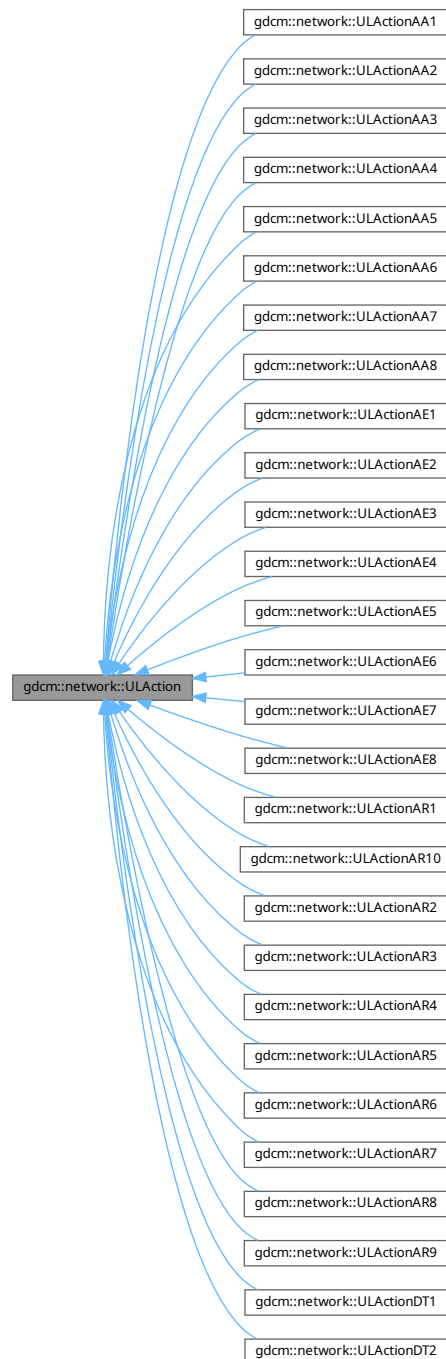 gdcm::network::ULActionAA1
gdcm::network::ULActionAA2
gdcm::network::ULActionAA3
gdcm::network::ULActionAA4
gdcm::network::ULActionAA5
gdcm::network::ULActionAA6
gdcm::network::ULActionAA7
gdcm::network::ULActionAA8
gdcm::network::ULActionAE1
gdcm::network::ULActionAE2
gdcm::network::ULActionAE3
gdcm::network::ULActionAE4
gdcm::network::ULActionAE5
gdcm::network::ULActionAE6
gdcm::network::ULAction
gdcm::network::ULActionAE7
gdcm::network::ULActionAE8
gdcm::network::ULActionAR1
gdcm::network::ULActionAR10
gdcm::network::ULActionAR2
gdcm::network::ULActionAR3
gdcm::network::ULActionAR4
gdcm::network::ULActionAR5
gdcm::network::ULActionAR6
gdcm::network::ULActionAR7
gdcm::network::ULActionAR8
gdcm::network::ULActionAR9
gdcm::network::ULActionDT1
gdcm::network::ULActionDT2